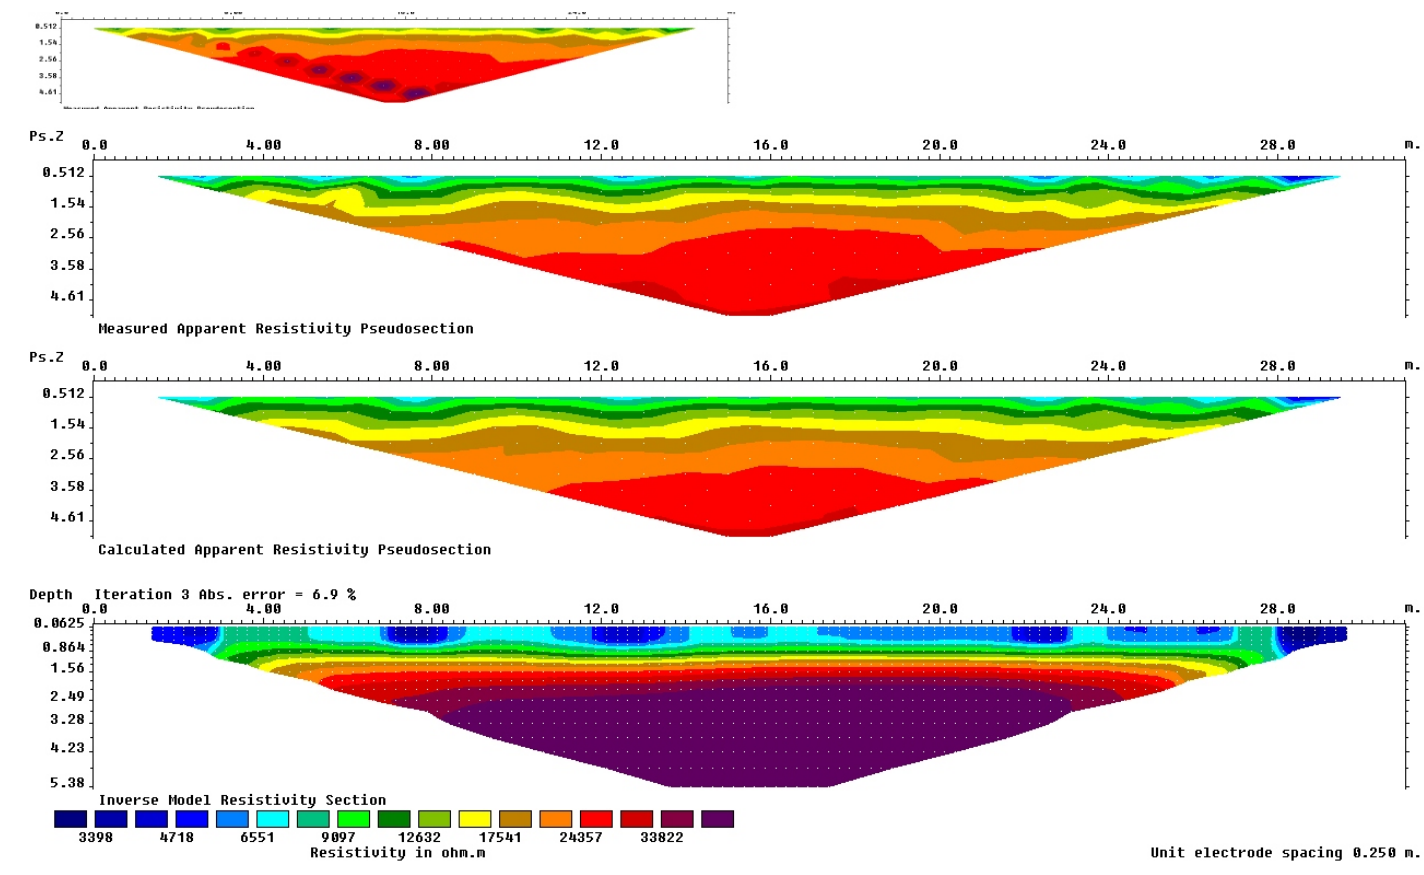 0.512
1.54
2.56
3.58
4.61
Measured Apparent Resistivity Pseudosection
Ps.Z 0.0 4.00 8.00 12.0 16.0 20.0 24.0 28.0 m.
0.512
1.54
2.56
3.58
4.61
Measured Apparent Resistivity Pseudosection
Ps.Z 0.0 4.00 8.00 12.0 16.0 20.0 24.0 28.0 m.
0.512
1.54
2.56
3.58
4.61
Calculated Apparent Resistivity Pseudosection
Depth Iteration 3 Abs. error = 6.9 %
0.0 4.00 8.00 12.0 16.0 20.0 24.0 28.0 m.
0.0625
0.864
1.56
2.49
3.28
4.23
5.38
Inverse Model Resistivity Section
3398 4718 6551 9097 12632 17541 24357 33822
Resistivity in ohm.m
Unit electrode spacing 0.250 m.